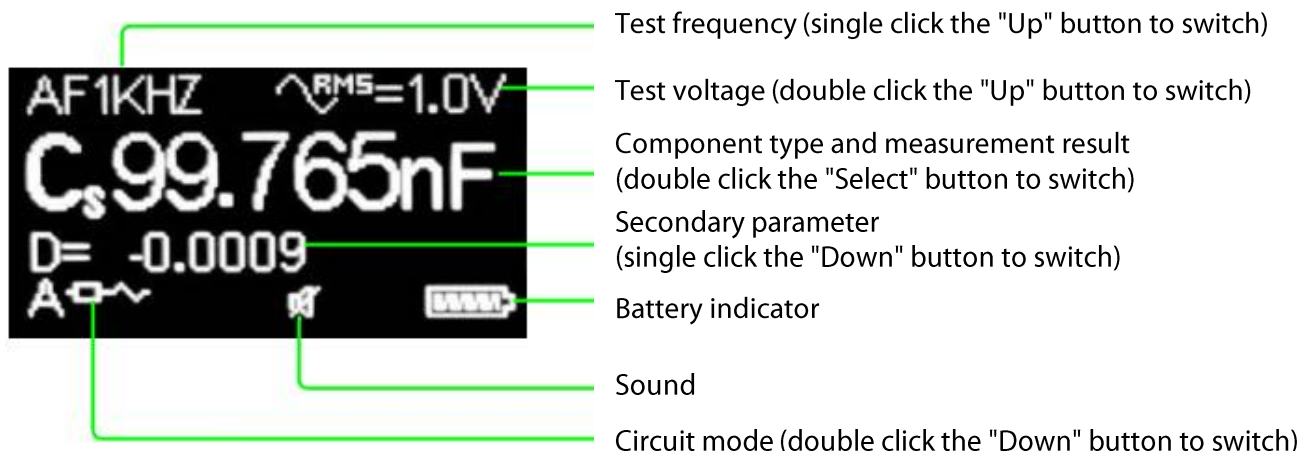 Test frequency (single click the "Up" button to switch)
AF1KHZ RMS=1.0V
Test voltage (double click the "Up" button to switch)
Cs99.765nF
Component type and measurement result
(double click the "Select" button to switch)
Secondary parameter
D= -0.0009
(single click the "Down" button to switch)
A
Battery indicator
Sound
Circuit mode (double click the "Down" button to switch)